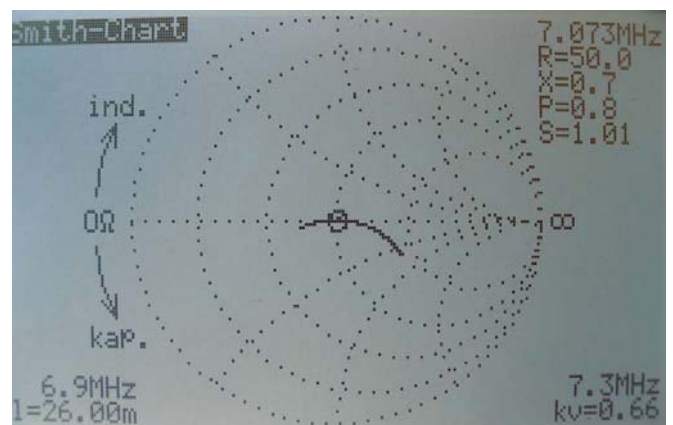 Smith-Chart
7.073MHz
R=50.0
X=0.7
P=0.8
S=1.01
ind.
0Ω
∞
kap.
6.9MHz
l=26.00m
7.3MHz
kv=0.66